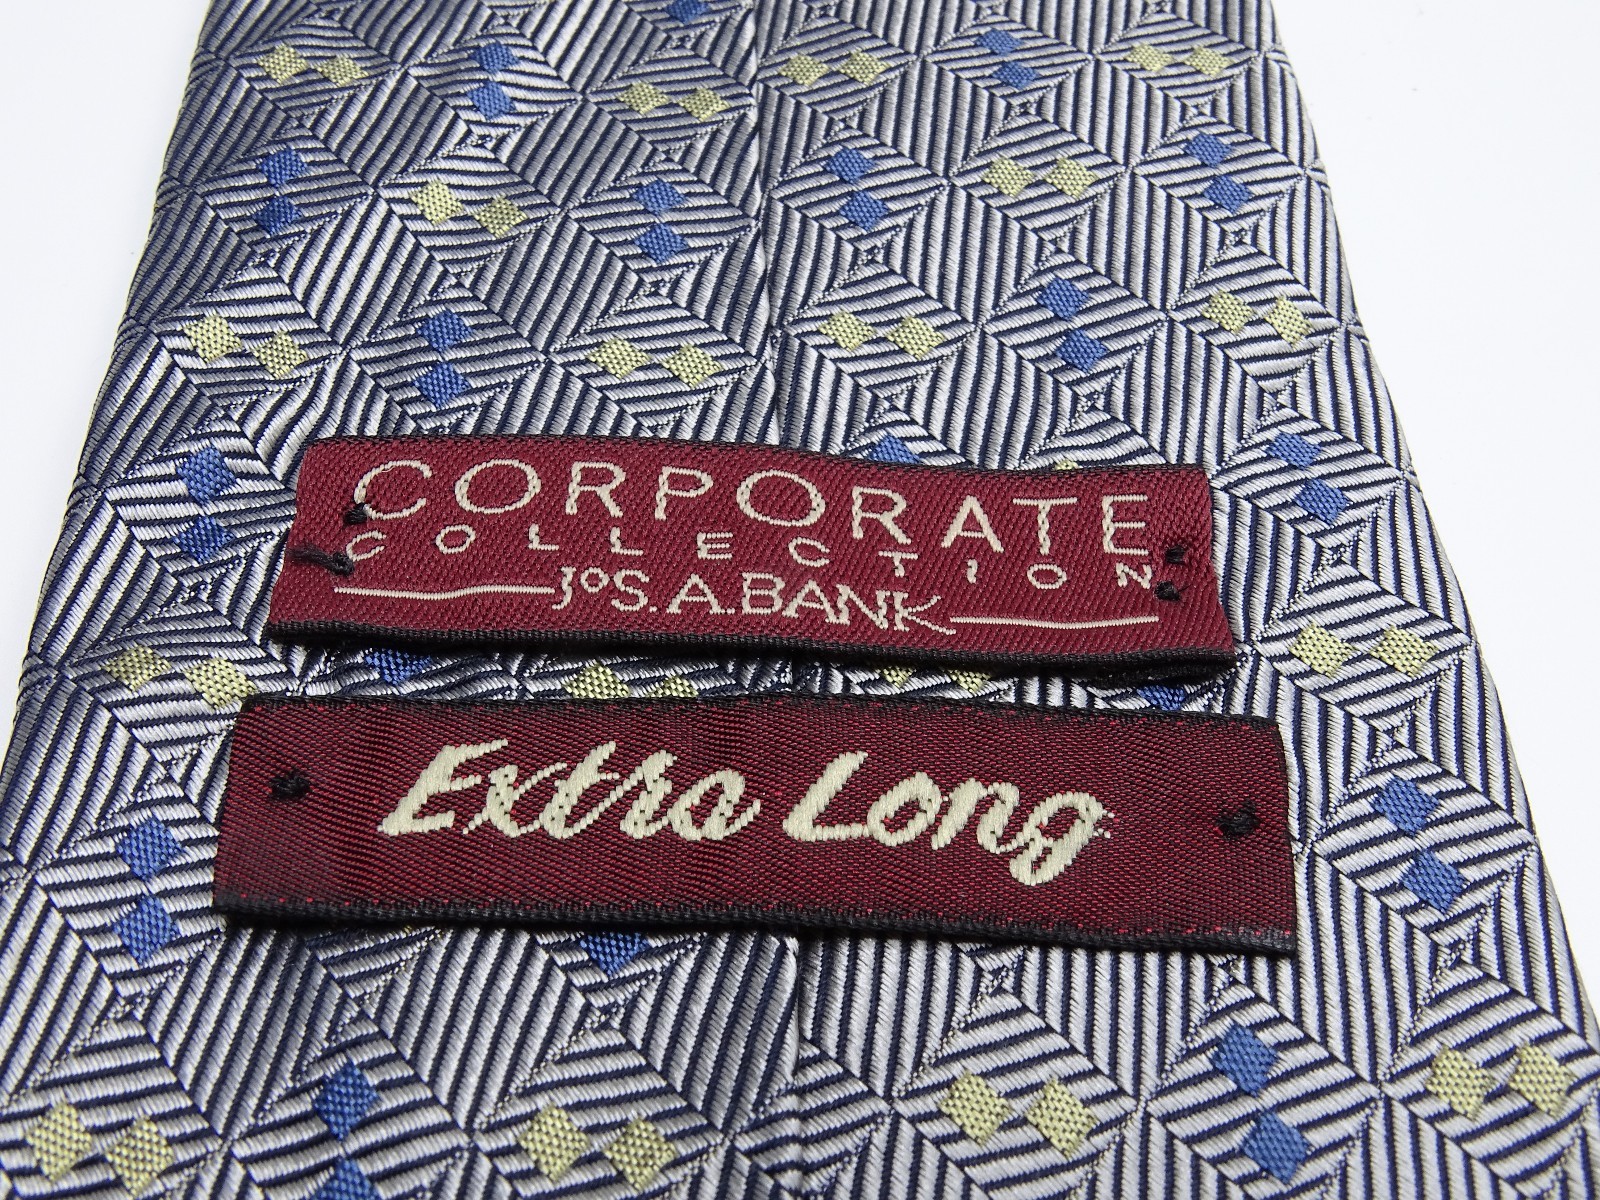 CORPORATE
COLLECTION
JoS.A.BANK
Extra Long